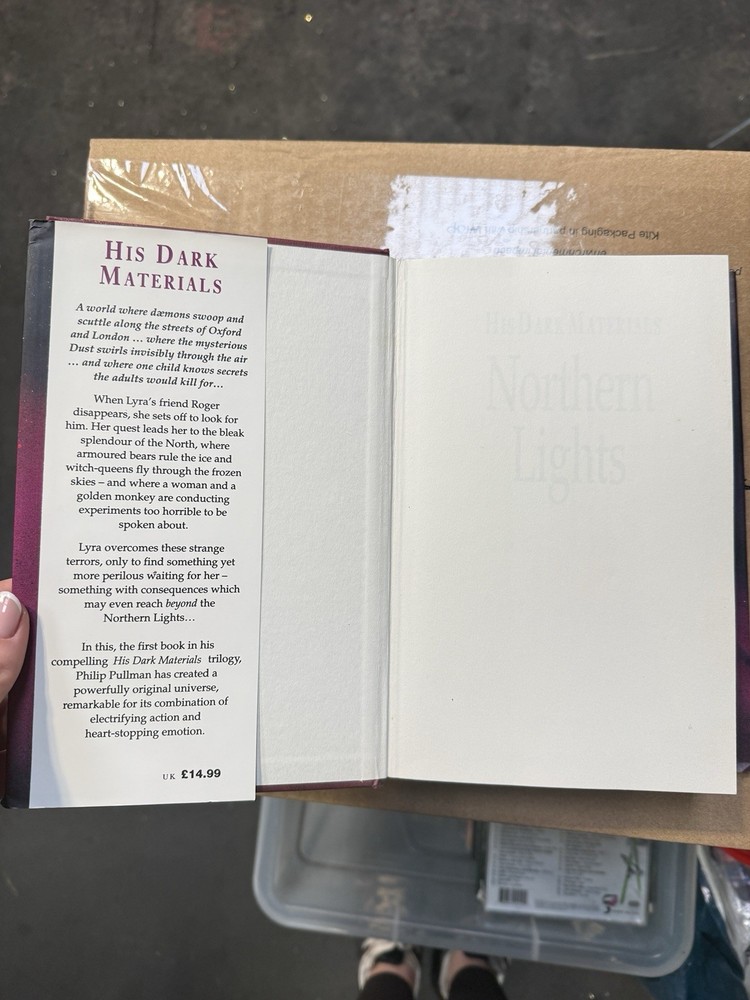 HIS DARK
MATERIALS
A world where dæmons swoop and
scuttle along the streets of Oxford
and London ... where the mysterious
Dust swirls invisibly through the air
... and where one child knows secrets
the adults would kill for...
When Lyra's friend Roger
disappears, she sets off to look for
him. Her quest leads her to the bleak
splendour of the North, where
armoured bears rule the ice and
witch-queens fly through the frozen
skies – and where a woman and a
golden monkey are conducting
experiments too horrible to be
spoken about.
Lyra overcomes these strange
terrors, only to find something yet
more perilous waiting for her –
something with consequences which
may even reach beyond the
Northern Lights...
In this, the first book in his
compelling His Dark Materials trilogy,
Philip Pullman has created a
powerfully original universe,
remarkable for its combination of
electrifying action and
heart-stopping emotion.
UK £14.99
HIS DARK MATERIALS
Northern
Lights
Kite Packaging in